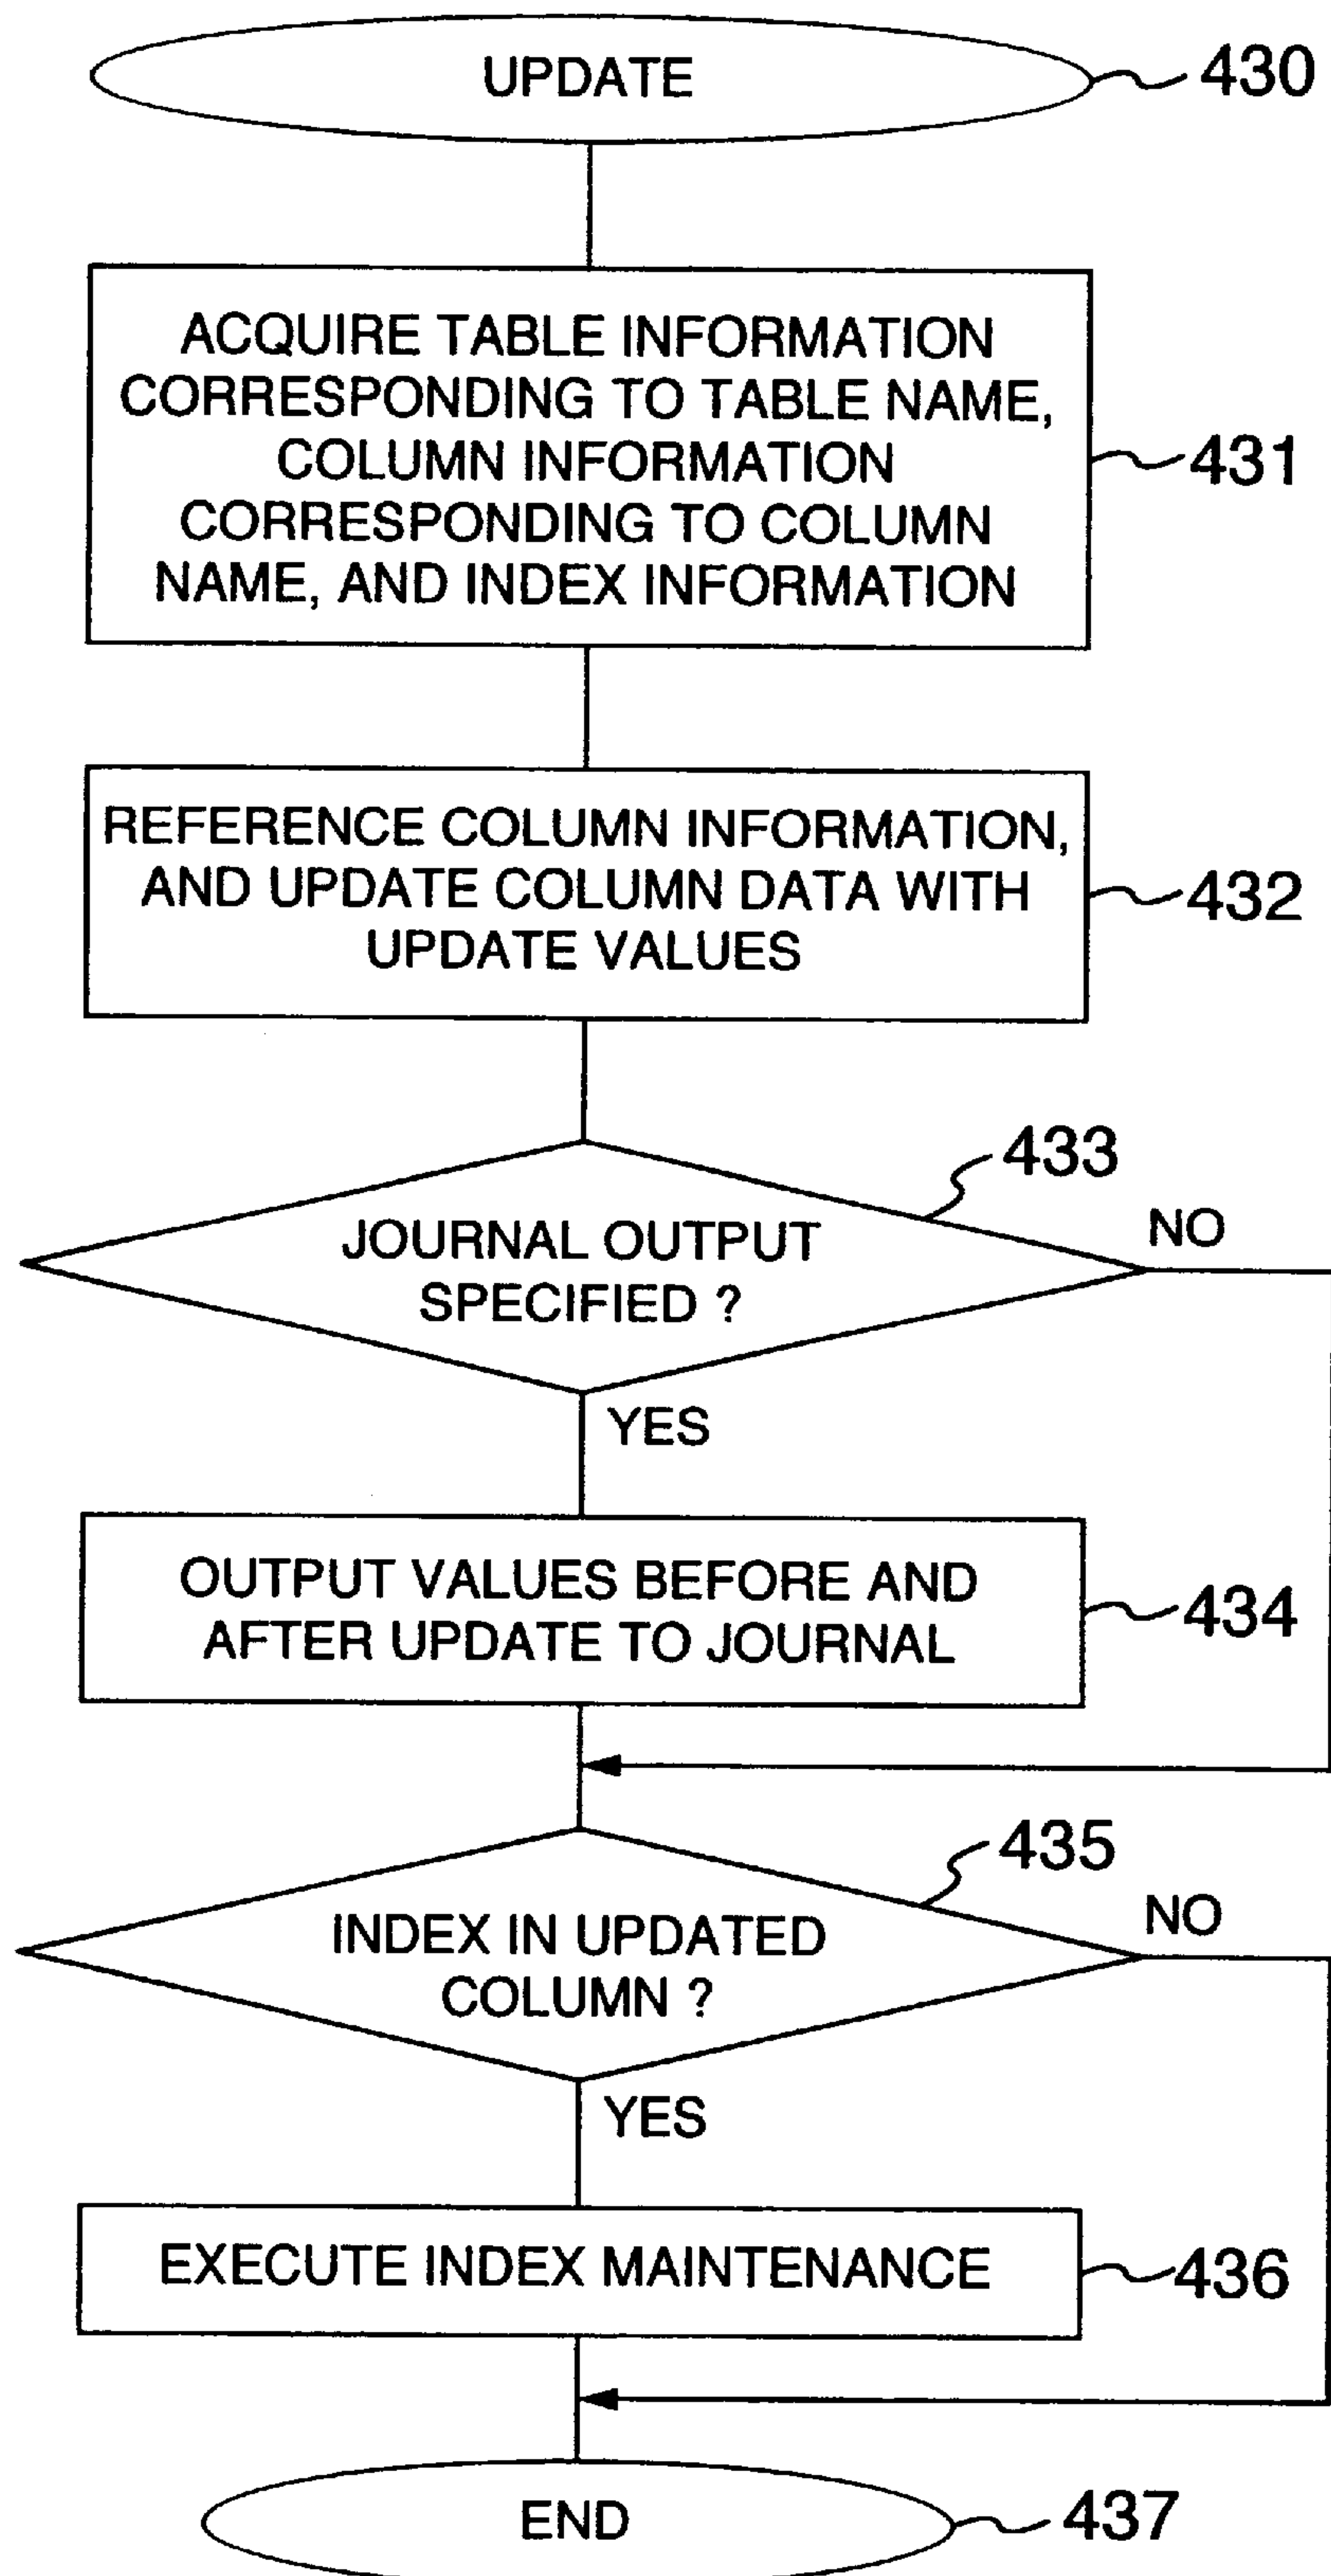 UPDATE
430
ACQUIRE TABLE INFORMATION
CORRESPONDING TO TABLE NAME,
COLUMN INFORMATION
CORRESPONDING TO COLUMN
NAME, AND INDEX INFORMATION
431
REFERENCE COLUMN INFORMATION,
AND UPDATE COLUMN DATA WITH
UPDATE VALUES
432
433
JOURNAL OUTPUT
SPECIFIED ?
NO
YES
OUTPUT VALUES BEFORE AND
AFTER UPDATE TO JOURNAL
434
435
INDEX IN UPDATED
COLUMN ?
NO
YES
EXECUTE INDEX MAINTENANCE
436
END
437